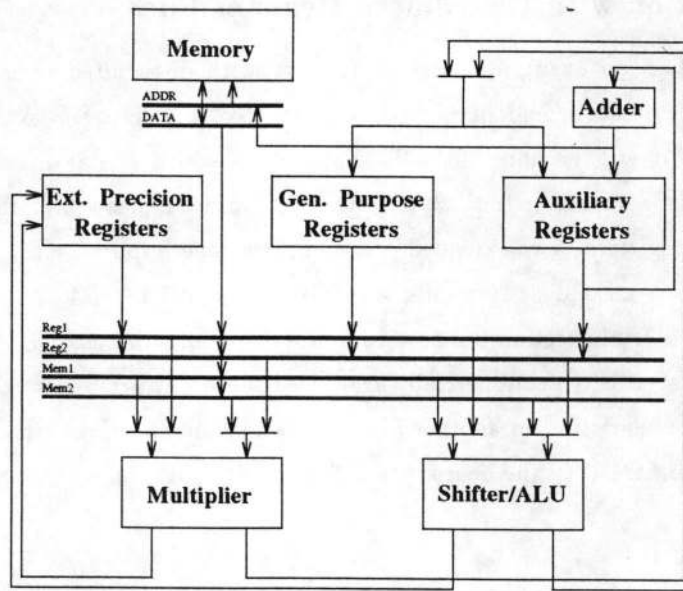 Memory
ADDR
DATA
Adder
Ext. Precision
Registers
Gen. Purpose
Registers
Auxiliary
Registers
Reg1
Reg2
Mem1
Mem2
Multiplier
Shifter/ALU